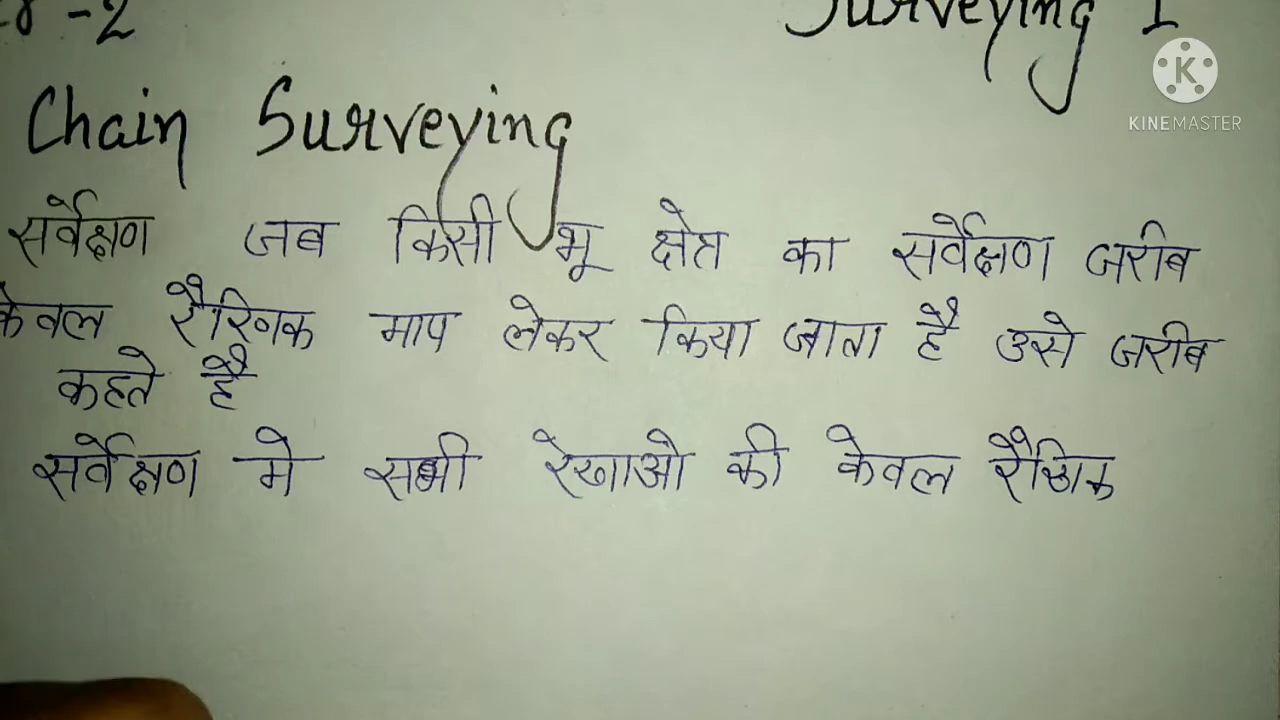 -2 Surveying I
KINEMASTER
Chain Surveying
सर्वेक्षण जब किसी भू क्षेत्र का सर्वेक्षण जरीब
केवल रैखिक माप लेकर किया जाता है उसे जरीब
कहते है
सर्वेक्षण मे सभी रेखाओ की केवल रैखिक